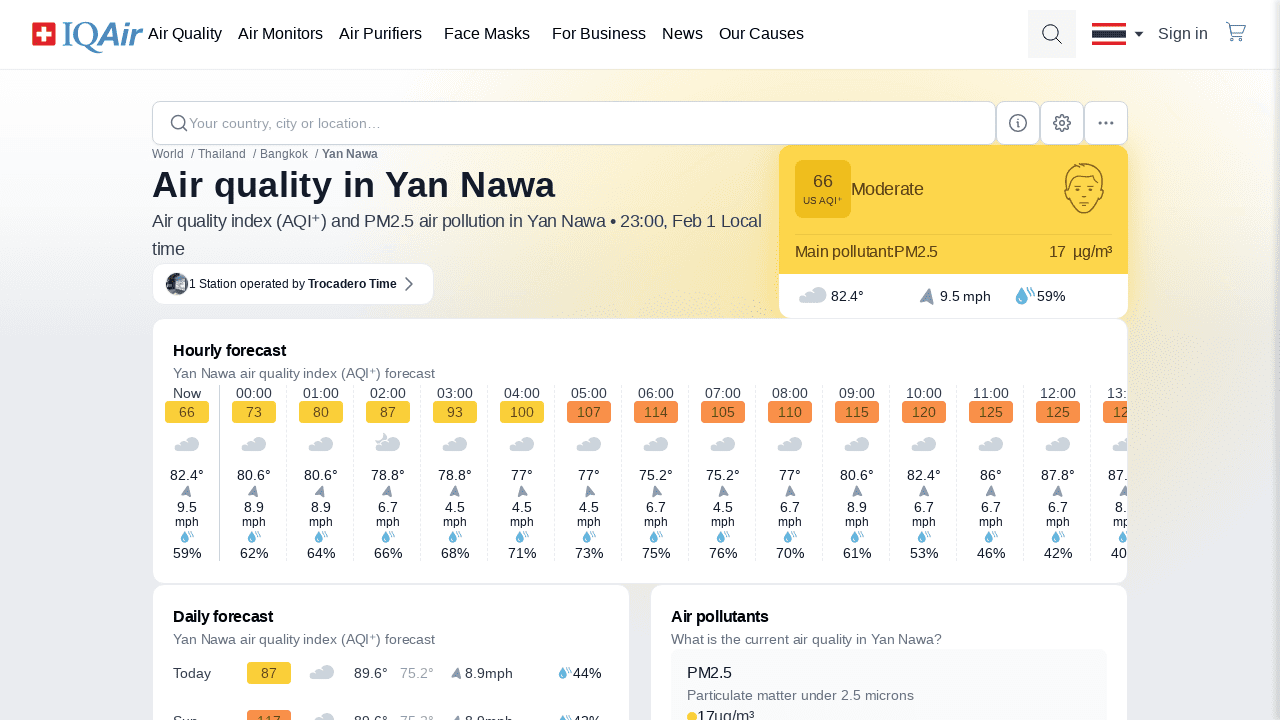 IQAir Air Quality Air Monitors Air Purifiers Face Masks For Business News Our Causes Sign in
Your country, city or location…
World / Thailand / Bangkok / Yan Nawa
Air quality in Yan Nawa
Air quality index (AQI⁺) and PM2.5 air pollution in Yan Nawa • 23:00, Feb 1 Local
time
1 Station operated by Trocadero Time
66
US AQI⁺
Moderate
Main pollutant:PM2.5 17 µg/m³
82.4° 9.5 mph 59%
Hourly forecast
Yan Nawa air quality index (AQI⁺) forecast
Now 00:00 01:00 02:00 03:00 04:00 05:00 06:00 07:00 08:00 09:00 10:00 11:00 12:00
66 73 80 87 93 100 107 114 105 110 115 120 125 125
82.4° 80.6° 80.6° 78.8° 78.8° 77° 77° 75.2° 75.2° 77° 80.6° 82.4° 86° 87.8°
9.5 8.9 8.9 6.7 4.5 4.5 4.5 6.7 4.5 6.7 8.9 6.7 6.7 6.7
mph mph mph mph mph mph mph mph mph mph mph mph mph mph
59% 62% 64% 66% 68% 71% 73% 75% 76% 70% 61% 53% 46% 42%
Daily forecast
Yan Nawa air quality index (AQI⁺) forecast
Today 87 89.6° 75.2° 8.9mph 44%
Sun 117 89.6° 75.2° 8.9mph 42%
Air pollutants
What is the current air quality in Yan Nawa?
PM2.5
Particulate matter under 2.5 microns
17µg/m³